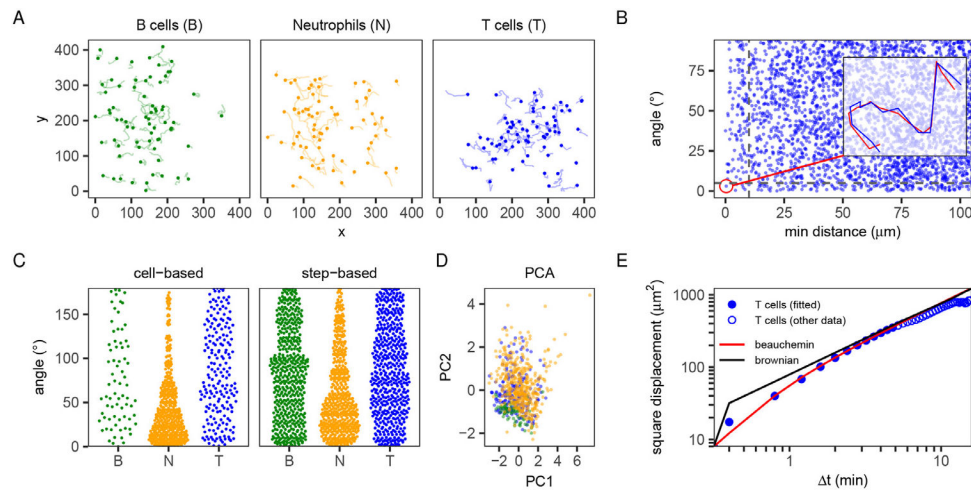 A
B cells (B)
Neutrophils (N)
T cells (T)
y
400
300
200
100
0
0 100 200 300 400
0 100 200 300 400
0 100 200 300 400
x
B
angle (°)
75
50
25
0
0 25 50 75 100
min distance (μm)
C
cell−based
step−based
angle (°)
150
100
50
0
B N T
B N T
D
PCA
PC2
4
2
0
−2
−2 0 2 4 6
PC1
E
square displacement (μm²)
1000
100
10
T cells (fitted)
T cells (other data)
beauchemin
brownian
1 10
Δt (min)